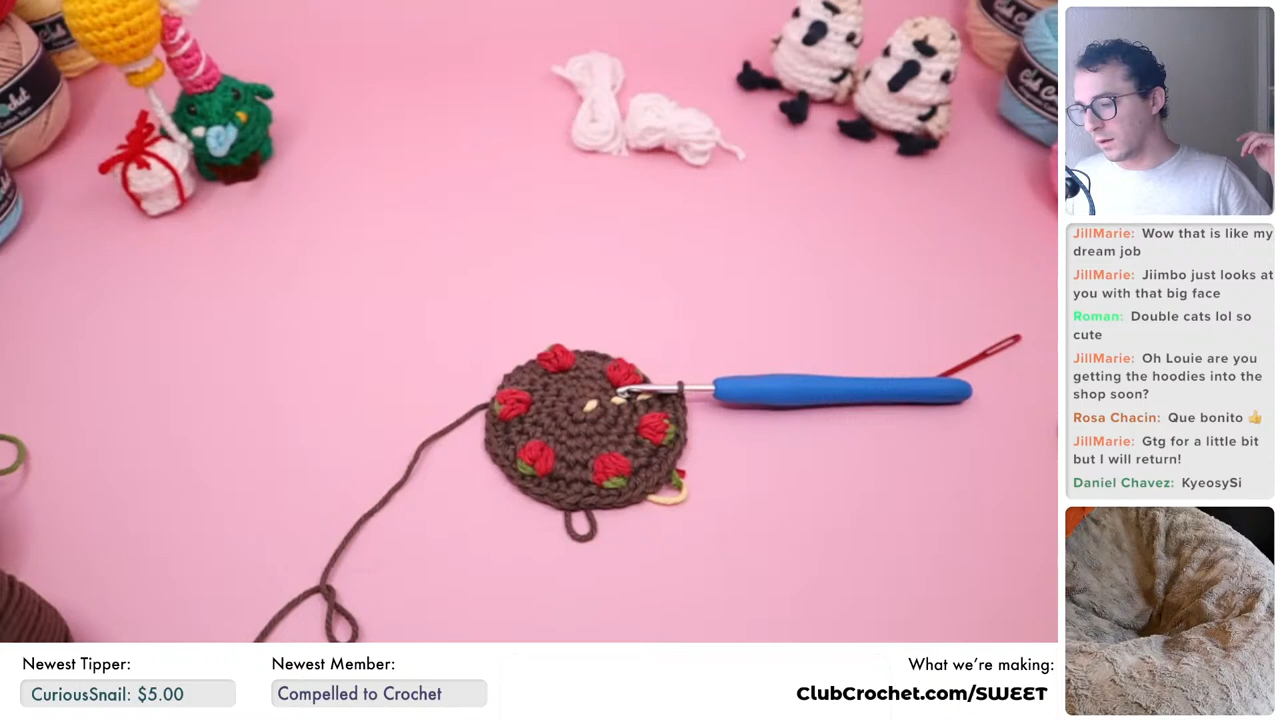 JillMarie: Wow that is like my
dream job
JillMarie: Jiimbo just looks at
you with that big face
Roman: Double cats lol so
cute
JillMarie: Oh Louie are you
getting the hoodies into the
shop soon?
Rosa Chacin: Que bonito 👍
JillMarie: Gtg for a little bit
but I will return!
Daniel Chavez: KyeosySi
Newest Tipper:
CuriousSnail: $5.00
Newest Member:
Compelled to Crochet
What we're making:
ClubCrochet.com/SWEET